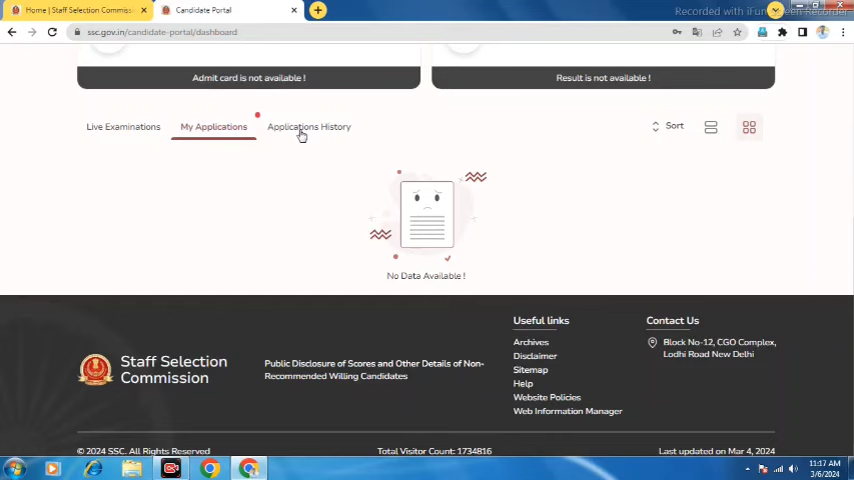 Home | Staff Selection Commiss
Candidate Portal
Recorded with iFun Screen Recorder
ssc.gov.in/candidate-portal/dashboard
Admit card is not available !
Result is not available !
Live Examinations
My Applications
Applications History
Sort
No Data Available !
Staff Selection
Commission
Public Disclosure of Scores and Other Details of Non-
Recommended Willing Candidates
Useful links
Archives
Disclaimer
Sitemap
Help
Website Policies
Web Information Manager
Contact Us
Block No-12, CGO Complex,
Lodhi Road New Delhi
© 2024 SSC. All Rights Reserved
Total Visitor Count: 1734816
Last updated on Mar 4, 2024
11:17 AM
3/6/2024